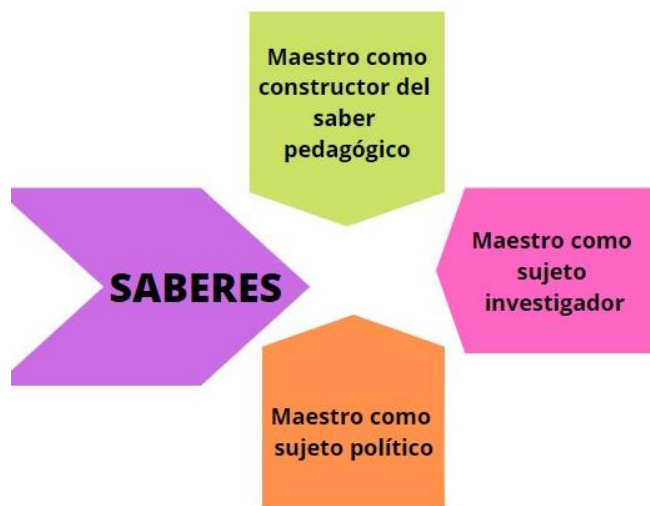 Maestro como
constructor del
saber
pedagógico
SABERES
Maestro como
sujeto
investigador
Maestro como
sujeto político